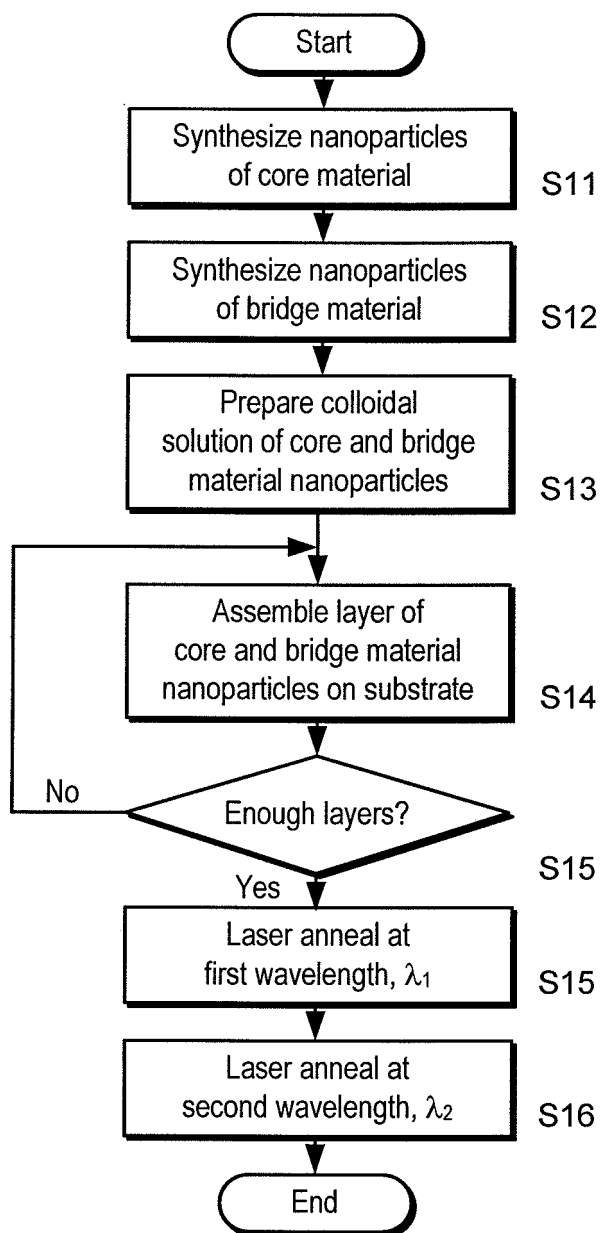 Start
Synthesize nanoparticles
of core material
S11
Synthesize nanoparticles
of bridge material
S12
Prepare colloidal
solution of core and bridge
material nanoparticles
S13
Assemble layer of
core and bridge material
nanoparticles on substrate
S14
No
Enough layers?
S15
Yes
Laser anneal at
first wavelength, λ1
S15
Laser anneal at
second wavelength, λ2
S16
End